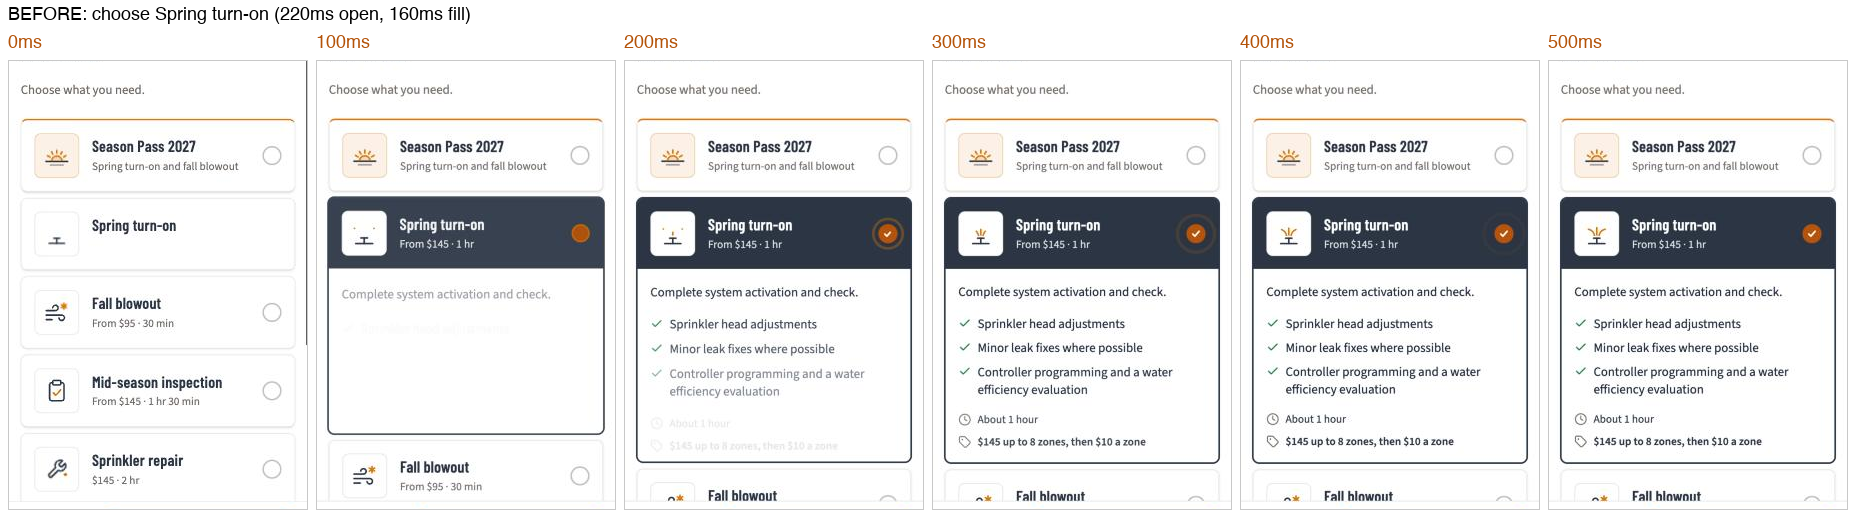 BEFORE: choose Spring turn-on (220ms open, 160ms fill)
0ms
Choose what you need.
Season Pass 2027
Spring turn-on and fall blowout
Spring turn-on
Fall blowout
From $95 · 30 min
Mid-season inspection
From $145 · 1 hr 30 min
Sprinkler repair
$145 · 2 hr
100ms
Choose what you need.
Season Pass 2027
Spring turn-on and fall blowout
Spring turn-on
From $145 · 1 hr
Complete system activation and check.
Fall blowout
From $95 · 30 min
200ms
Choose what you need.
Season Pass 2027
Spring turn-on and fall blowout
Spring turn-on
From $145 · 1 hr
Complete system activation and check.
Sprinkler head adjustments
Minor leak fixes where possible
Controller programming and a water
efficiency evaluation
About 1 hour
$145 up to 8 zones, then $10 a zone
Fall blowout
300ms
Choose what you need.
Season Pass 2027
Spring turn-on and fall blowout
Spring turn-on
From $145 · 1 hr
Complete system activation and check.
Sprinkler head adjustments
Minor leak fixes where possible
Controller programming and a water
efficiency evaluation
About 1 hour
$145 up to 8 zones, then $10 a zone
Fall blowout
400ms
Choose what you need.
Season Pass 2027
Spring turn-on and fall blowout
Spring turn-on
From $145 · 1 hr
Complete system activation and check.
Sprinkler head adjustments
Minor leak fixes where possible
Controller programming and a water
efficiency evaluation
About 1 hour
$145 up to 8 zones, then $10 a zone
Fall blowout
500ms
Choose what you need.
Season Pass 2027
Spring turn-on and fall blowout
Spring turn-on
From $145 · 1 hr
Complete system activation and check.
Sprinkler head adjustments
Minor leak fixes where possible
Controller programming and a water
efficiency evaluation
About 1 hour
$145 up to 8 zones, then $10 a zone
Fall blowout